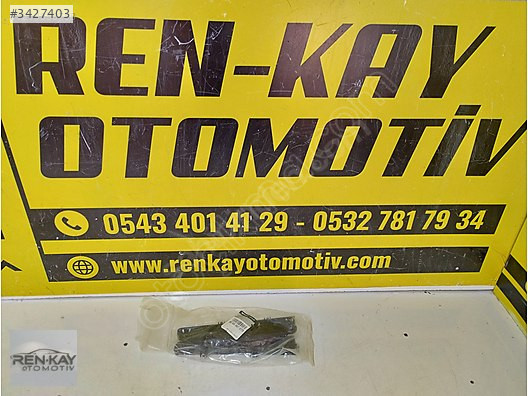 #3427403
REN-KAY
OTOMOTİV
0543 401 41 29 - 0532 781 79 34
www.renkayotomotiv.com
REN-KAY
OTOMOTİV